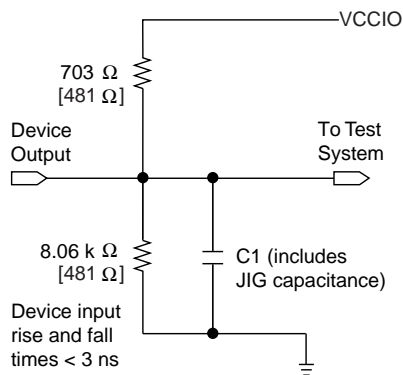 VCCIO
703 Ω
[481 Ω]
Device
Output
To Test
System
8.06 k Ω
[481 Ω]
C1 (includes
JIG capacitance)
Device input
rise and fall
times < 3 ns